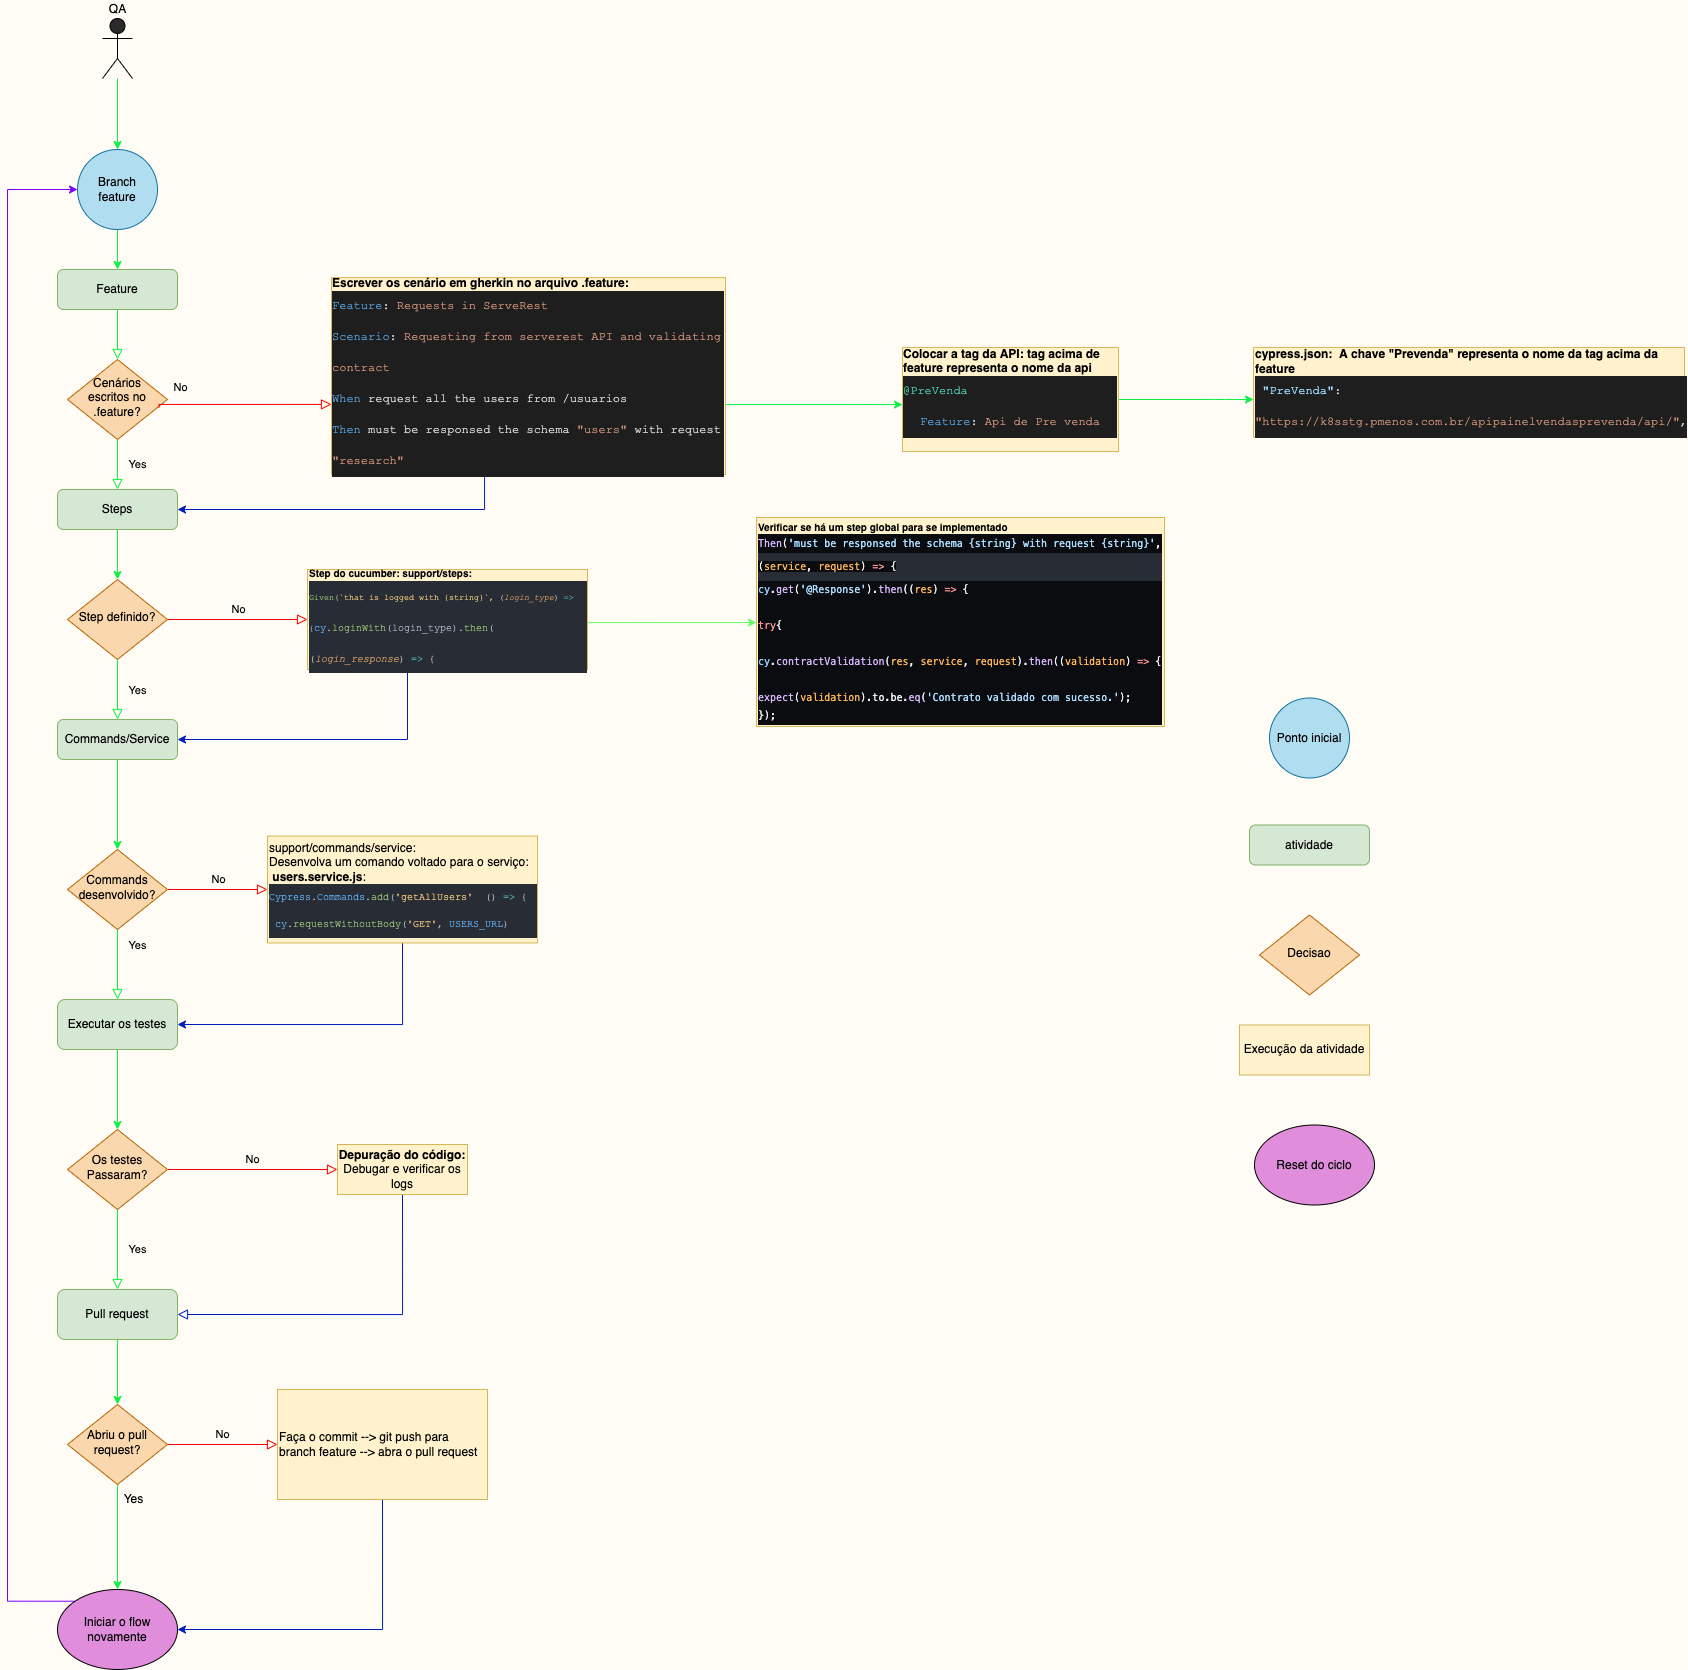 QA
Branch
feature
Feature
Cenários
escritos no
.feature?
No
Yes
Escrever os cenário em gherkin no arquivo .feature:
Feature: Requests in ServeRest
Scenario: Requesting from serverest API and validating
contract
When request all the users from /usuarios
Then must be responsed the schema "users" with request
"research"
Colocar a tag da API: tag acima de
feature representa o nome da api
@PreVenda
Feature: Api de Pre venda
cypress.json:  A chave "Prevenda" representa o nome da tag acima da
feature
"PreVenda":
"https://k8sstg.pmenos.com.br/apipainelvendasprevenda/api/",
Steps
Step definido?
No
Yes
Step do cucumber: support/steps:
Given(`that is logged with {string}`, (login_type) =>
{cy.loginWith(login_type).then(
(login_response) => {
Verificar se há um step global para se implementado
Then('must be responsed the schema {string} with request {string}',
(service, request) => {
cy.get('@Response').then((res) => {
try{
cy.contractValidation(res, service, request).then((validation) => {
expect(validation).to.be.eq('Contrato validado com sucesso.');
});
Commands/Service
Commands
desenvolvido?
No
Yes
support/commands/service:
Desenvolva um comando voltado para o serviço:
users.service.js:
Cypress.Commands.add('getAllUsers'  () => {
cy.requestWithoutBody('GET', USERS_URL)
Executar os testes
Os testes
Passaram?
No
Yes
Depuração do código:
Debugar e verificar os
logs
Pull request
Abriu o pull
request?
No
Yes
Faça o commit --> git push para
branch feature --> abra o pull request
Iniciar o flow
novamente
Ponto inicial
atividade
Decisao
Execução da atividade
Reset do ciclo